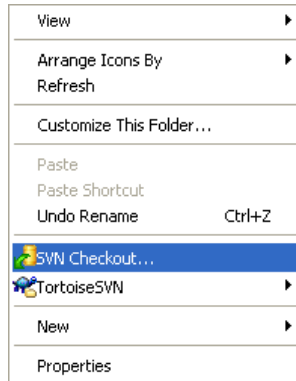 View
Arrange Icons By
Refresh
Customize This Folder...
Paste
Paste Shortcut
Undo Rename Ctrl+Z
SVN Checkout...
TortoiseSVN
New
Properties